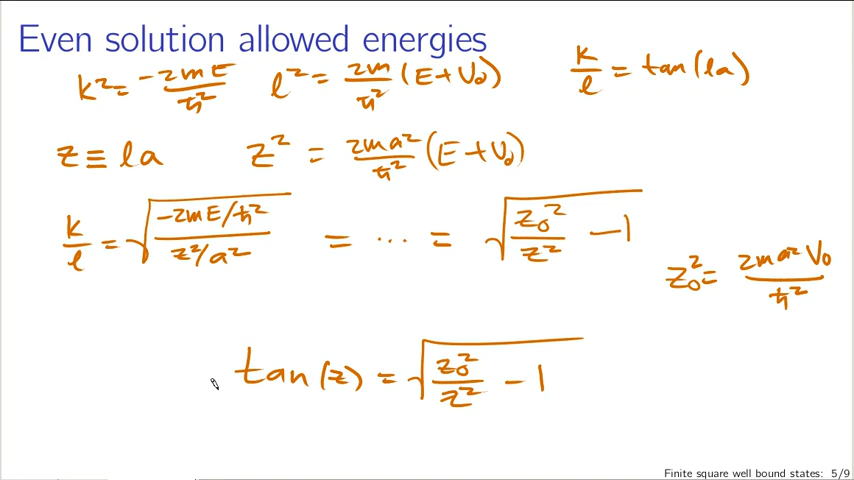 Even solution allowed energies
k² = -2mE/ħ² l² = 2m/ħ² (E + V₀) k/l = tan(la)
z ≡ la z² = 2ma²/ħ² (E + V₀)
k/l = √((-2mE/ħ²)/(z²/a²)) = ... = √(z₀²/z² - 1)
z₀² = 2ma²V₀/ħ²
tan(z) = √(z₀²/z² - 1)
Finite square well bound states: 5/9